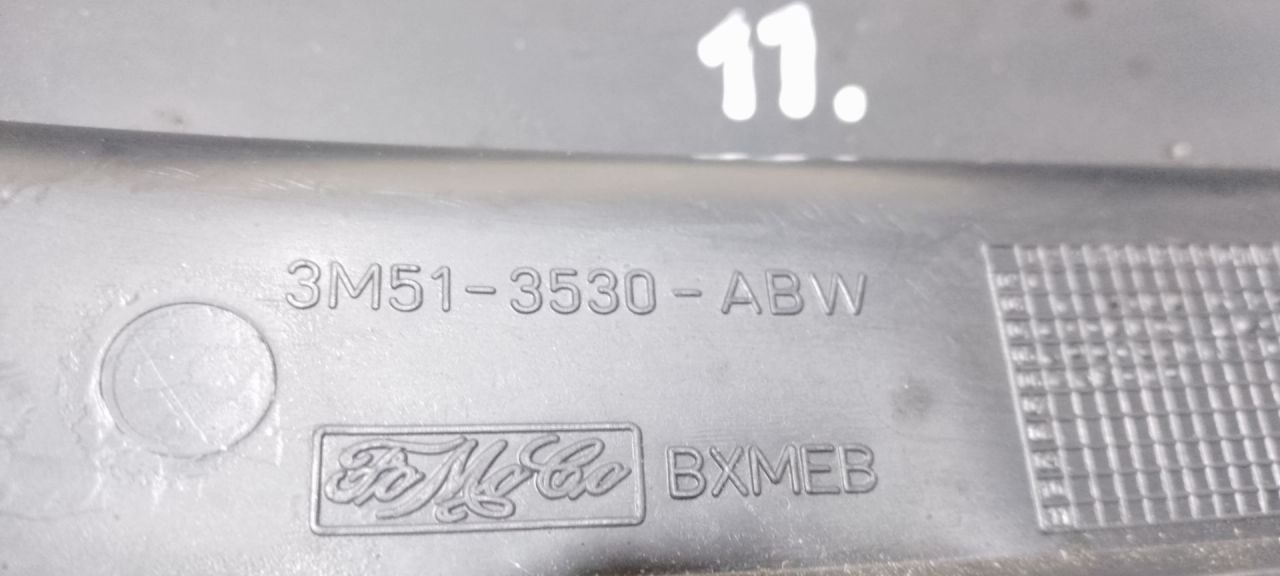 11.
3M51-3530-ABW
FoMoCo BXMEB